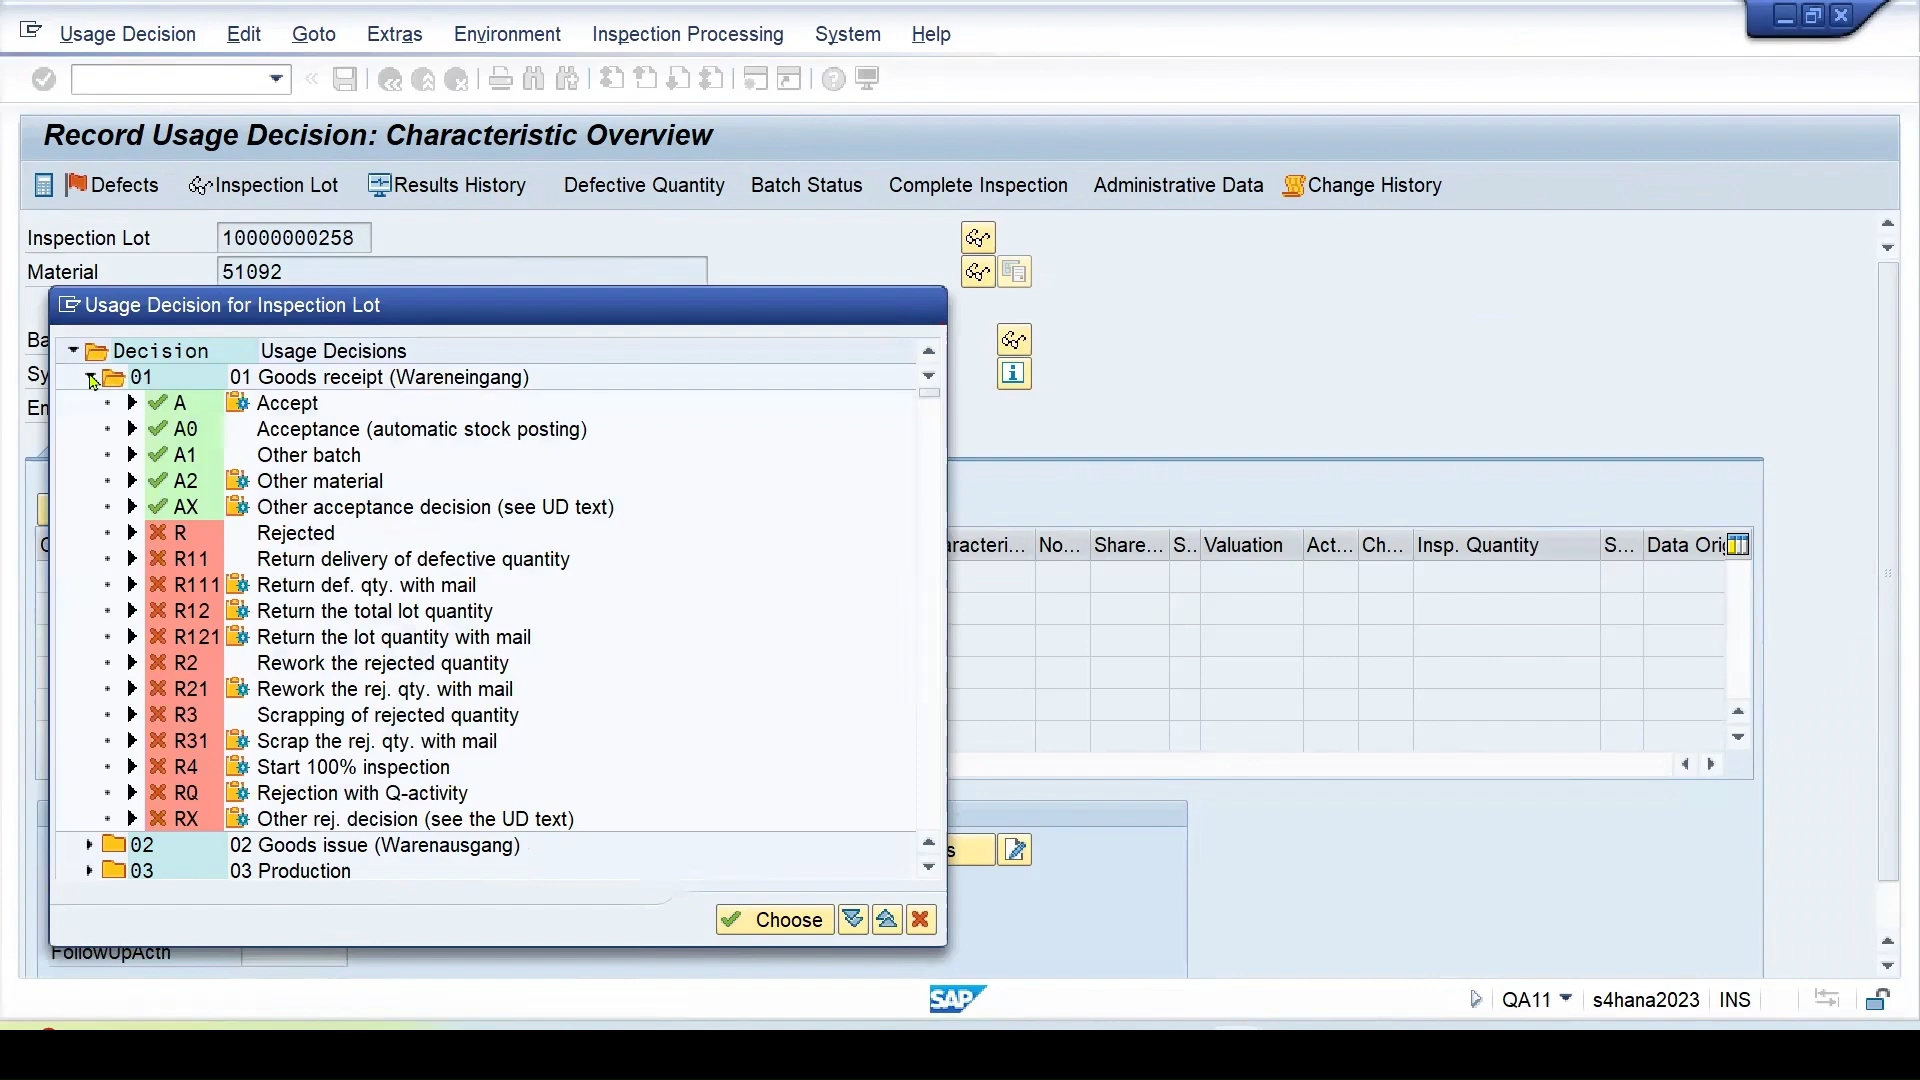 Usage Decision Edit Goto Extras Environment Inspection Processing System Help
Record Usage Decision: Characteristic Overview
Defects Inspection Lot Results History Defective Quantity Batch Status Complete Inspection Administrative Data Change History
Inspection Lot 10000000258
Material 51092
Usage Decision for Inspection Lot
Decision Usage Decisions
01 01 Goods receipt (Wareneingang)
A Accept
A0 Acceptance (automatic stock posting)
A1 Other batch
A2 Other material
AX Other acceptance decision (see UD text)
R Rejected
R11 Return delivery of defective quantity
R111 Return def. qty. with mail
R12 Return the total lot quantity
R121 Return the lot quantity with mail
R2 Rework the rejected quantity
R21 Rework the rej. qty. with mail
R3 Scrapping of rejected quantity
R31 Scrap the rej. qty. with mail
R4 Start 100% inspection
RQ Rejection with Q-activity
RX Other rej. decision (see the UD text)
02 02 Goods issue (Warenausgang)
03 03 Production
Choose
Ba
Sy
En
aracteri... No... Share... S.. Valuation Act... Ch... Insp. Quantity S... Data Orig
s
FollowUpActn
SAP QA11 s4hana2023 INS